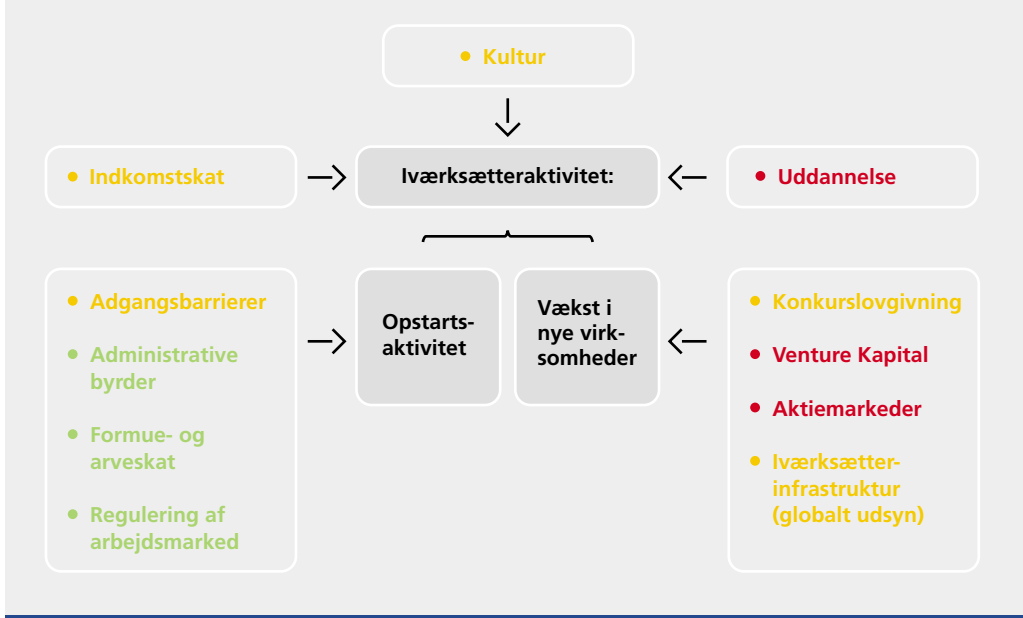 • Kultur
• Indkomstskat
Iværksætteraktivitet:
• Uddannelse
• Adgangsbarrierer
• Administrative
byrder
• Formue- og
arveskat
• Regulering af
arbejdsmarked
Opstarts-
aktivitet
Vækst i
nye virk-
somheder
• Konkurslovgivning
• Venture Kapital
• Aktiemarkeder
• Iværksætter-
infrastruktur
(globalt udsyn)